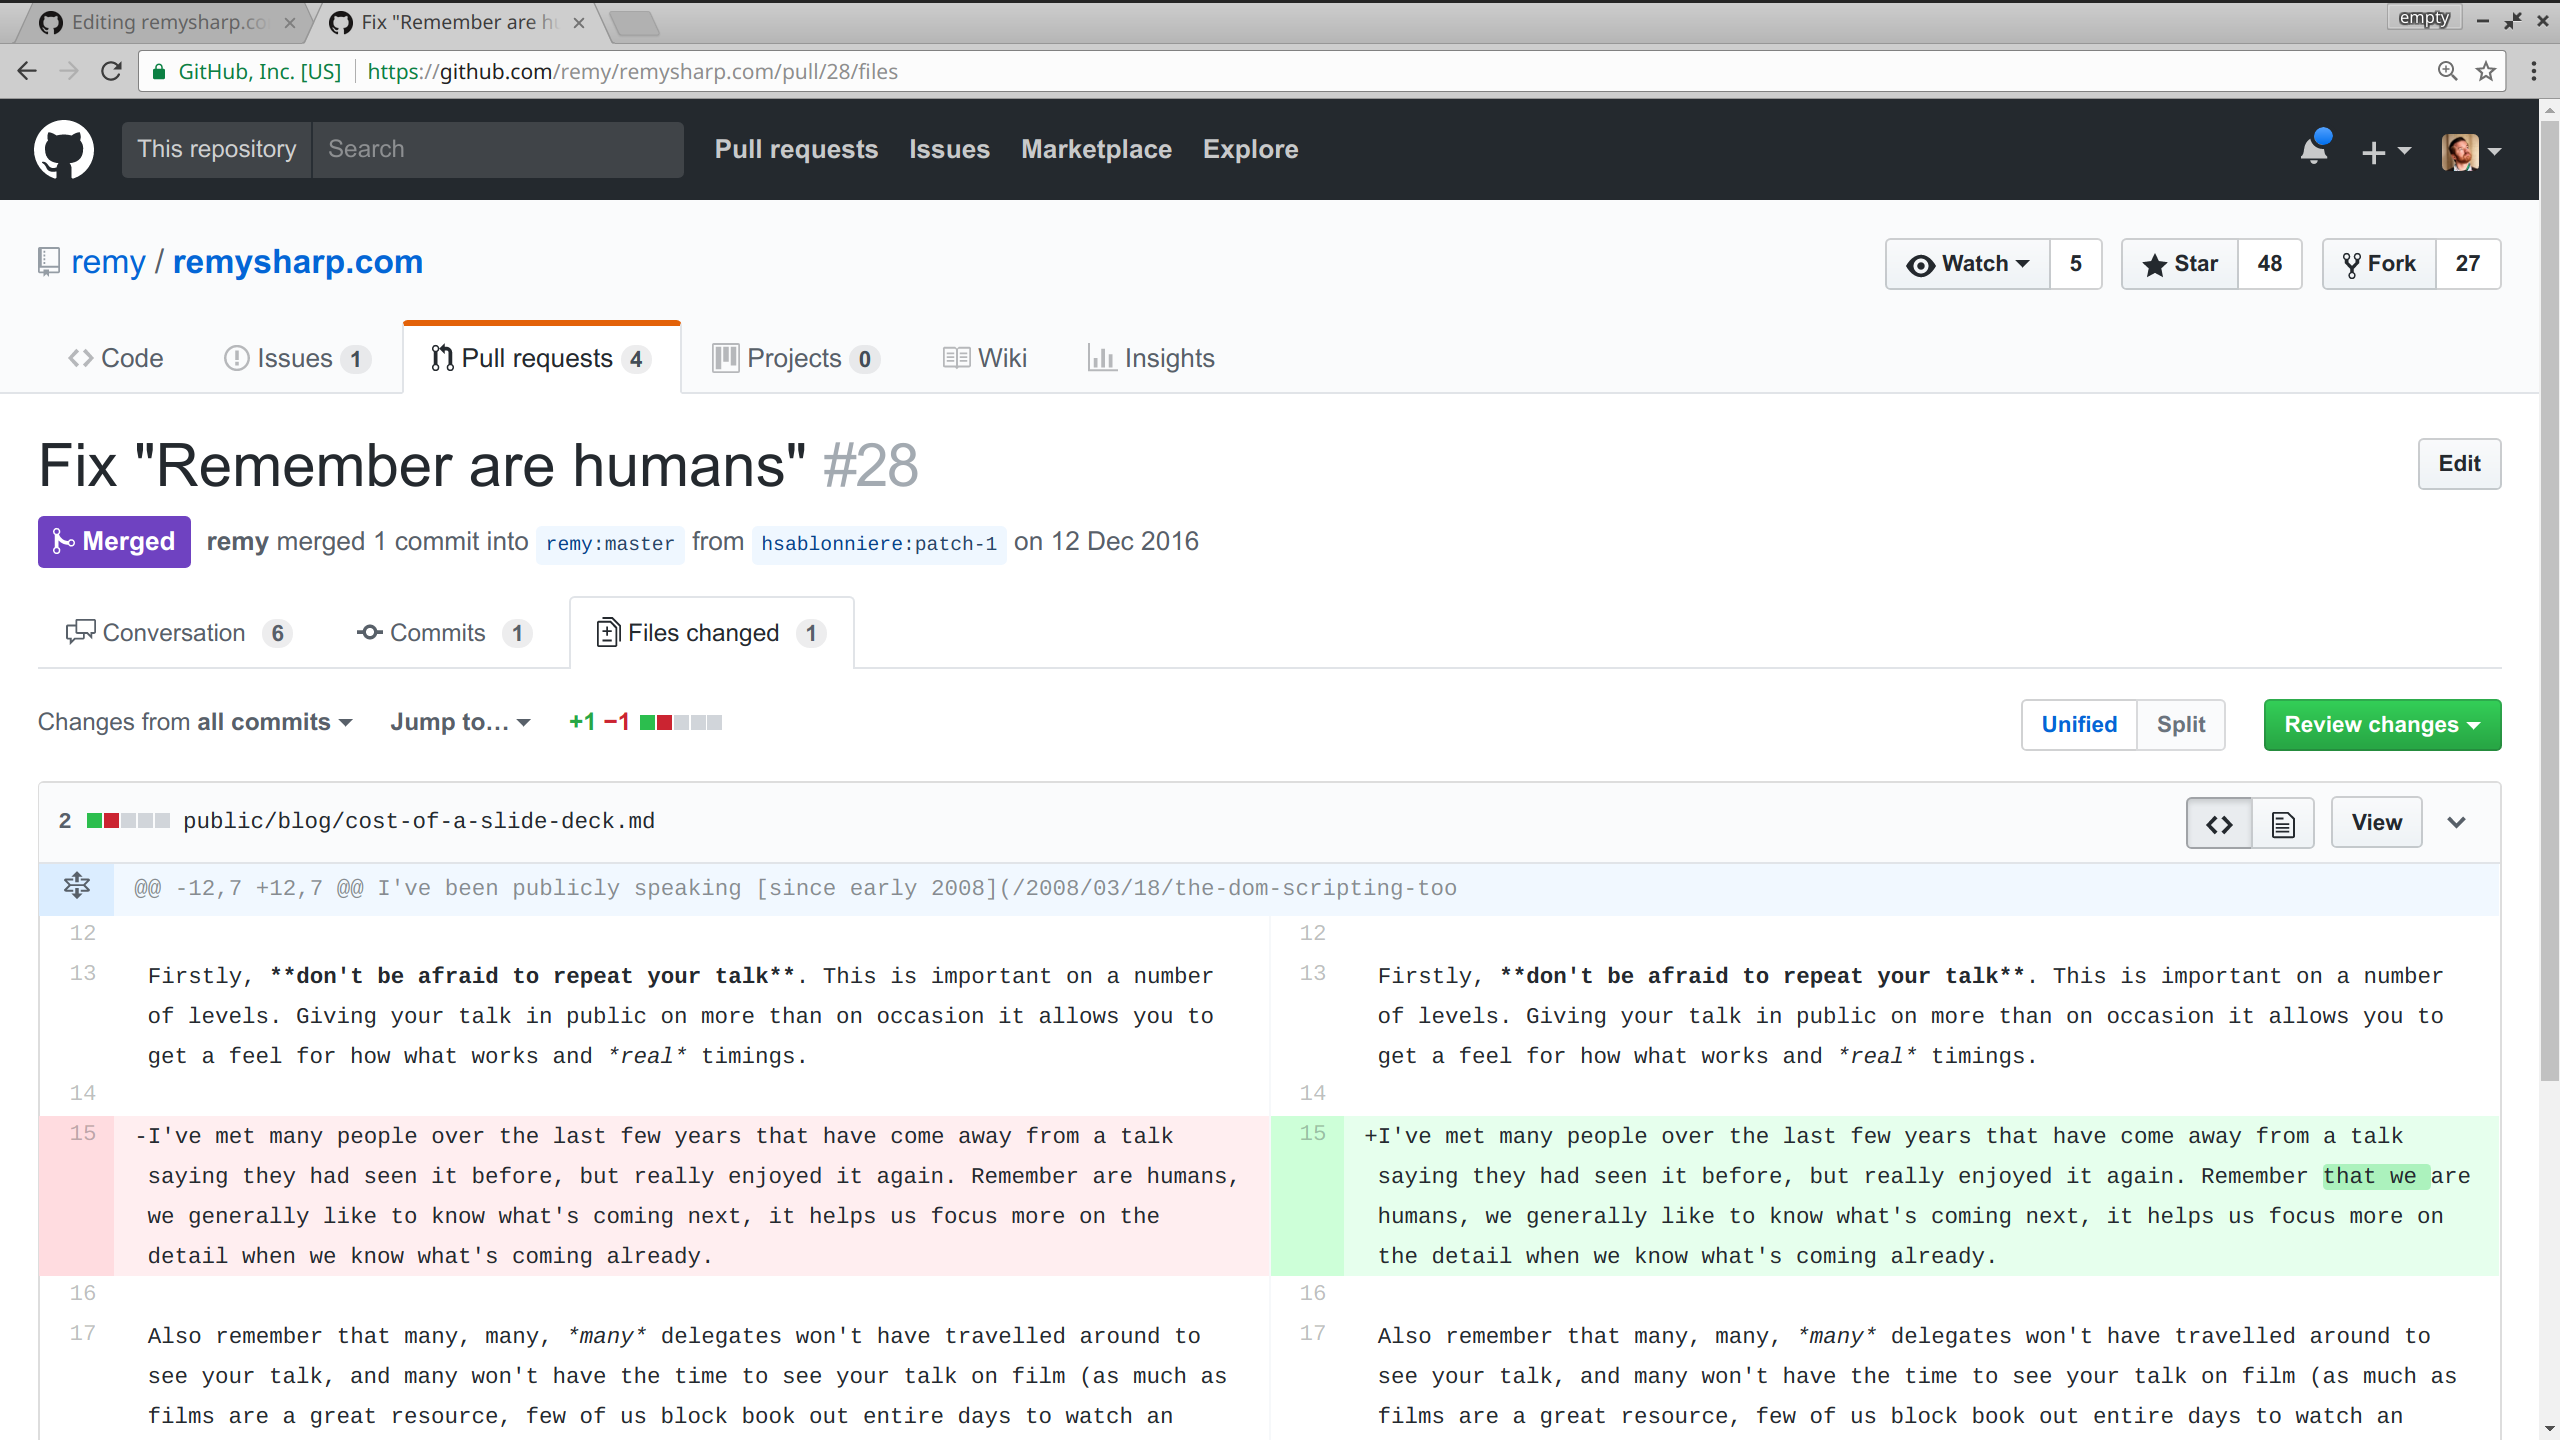 Editing remysharp.co
Fix "Remember are hu
empty
GitHub, Inc. [US]
https://github.com/remy/remysharp.com/pull/28/files
This repository
Search
Pull requests
Issues
Marketplace
Explore
remy / remysharp.com
Watch 5
Star 48
Fork 27
Code
Issues 1
Pull requests 4
Projects 0
Wiki
Insights
Fix "Remember are humans" #28
Edit
Merged
remy merged 1 commit into remy:master from hsablonniere:patch-1 on 12 Dec 2016
Conversation 6
Commits 1
Files changed 1
Changes from all commits
Jump to…
+1 −1
Unified
Split
Review changes
2 public/blog/cost-of-a-slide-deck.md
View
@@ -12,7 +12,7 @@ I've been publicly speaking [since early 2008](/2008/03/18/the-dom-scripting-too
12
13 Firstly, **don't be afraid to repeat your talk**. This is important on a number
of levels. Giving your talk in public on more than on occasion it allows you to
get a feel for how what works and *real* timings.
14
15 -I've met many people over the last few years that have come away from a talk
saying they had seen it before, but really enjoyed it again. Remember are humans,
we generally like to know what's coming next, it helps us focus more on the
detail when we know what's coming already.
16
17 Also remember that many, many, *many* delegates won't have travelled around to
see your talk, and many won't have the time to see your talk on film (as much as
films are a great resource, few of us block book out entire days to watch an
12
13 Firstly, **don't be afraid to repeat your talk**. This is important on a number
of levels. Giving your talk in public on more than on occasion it allows you to
get a feel for how what works and *real* timings.
14
15 +I've met many people over the last few years that have come away from a talk
saying they had seen it before, but really enjoyed it again. Remember that we are
humans, we generally like to know what's coming next, it helps us focus more on
the detail when we know what's coming already.
16
17 Also remember that many, many, *many* delegates won't have travelled around to
see your talk, and many won't have the time to see your talk on film (as much as
films are a great resource, few of us block book out entire days to watch an